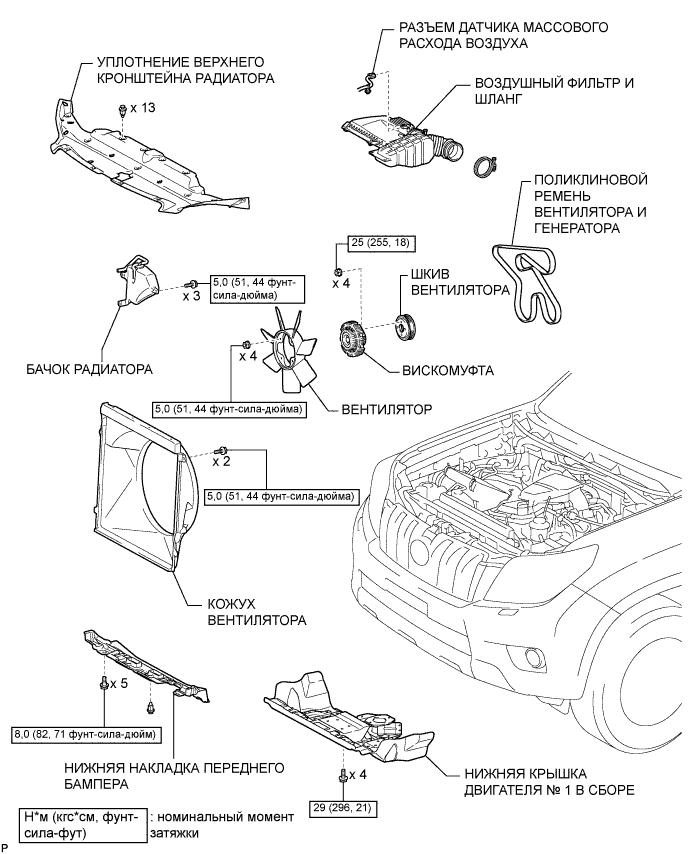 РАЗЪЕМ ДАТЧИКА МАССОВОГО
РАСХОДА ВОЗДУХА
УПЛОТНЕНИЕ ВЕРХНЕГО
КРОНШТЕЙНА РАДИАТОРА
x 13
ВОЗДУШНЫЙ ФИЛЬТР И
ШЛАНГ
ПОЛИКЛИНОВОЙ
РЕМЕНЬ
ВЕНТИЛЯТОРА И
ГЕНЕРАТОРА
25 (255, 18)
x 4
ШКИВ
ВЕНТИЛЯТОРА
5,0 (51, 44 фунт-
сила-дюйма)
x 3
БАЧОК РАДИАТОРА
x 4
ВИСКОМУФТА
5,0 (51, 44 фунт-сила-дюйма)
ВЕНТИЛЯТОР
x 2
5,0 (51, 44 фунт-сила-дюйма)
КОЖУХ
ВЕНТИЛЯТОРА
x 5
8,0 (82, 71 фунт-сила-дюйм)
НИЖНЯЯ НАКЛАДКА ПЕРЕДНЕГО
БАМПЕРА
x 4
НИЖНЯЯ КРЫШКА
ДВИГАТЕЛЯ № 1 В СБОРЕ
29 (296, 21)
Н*м (кгс*см, фунт-
сила-фут)
: номинальный момент
затяжки
P